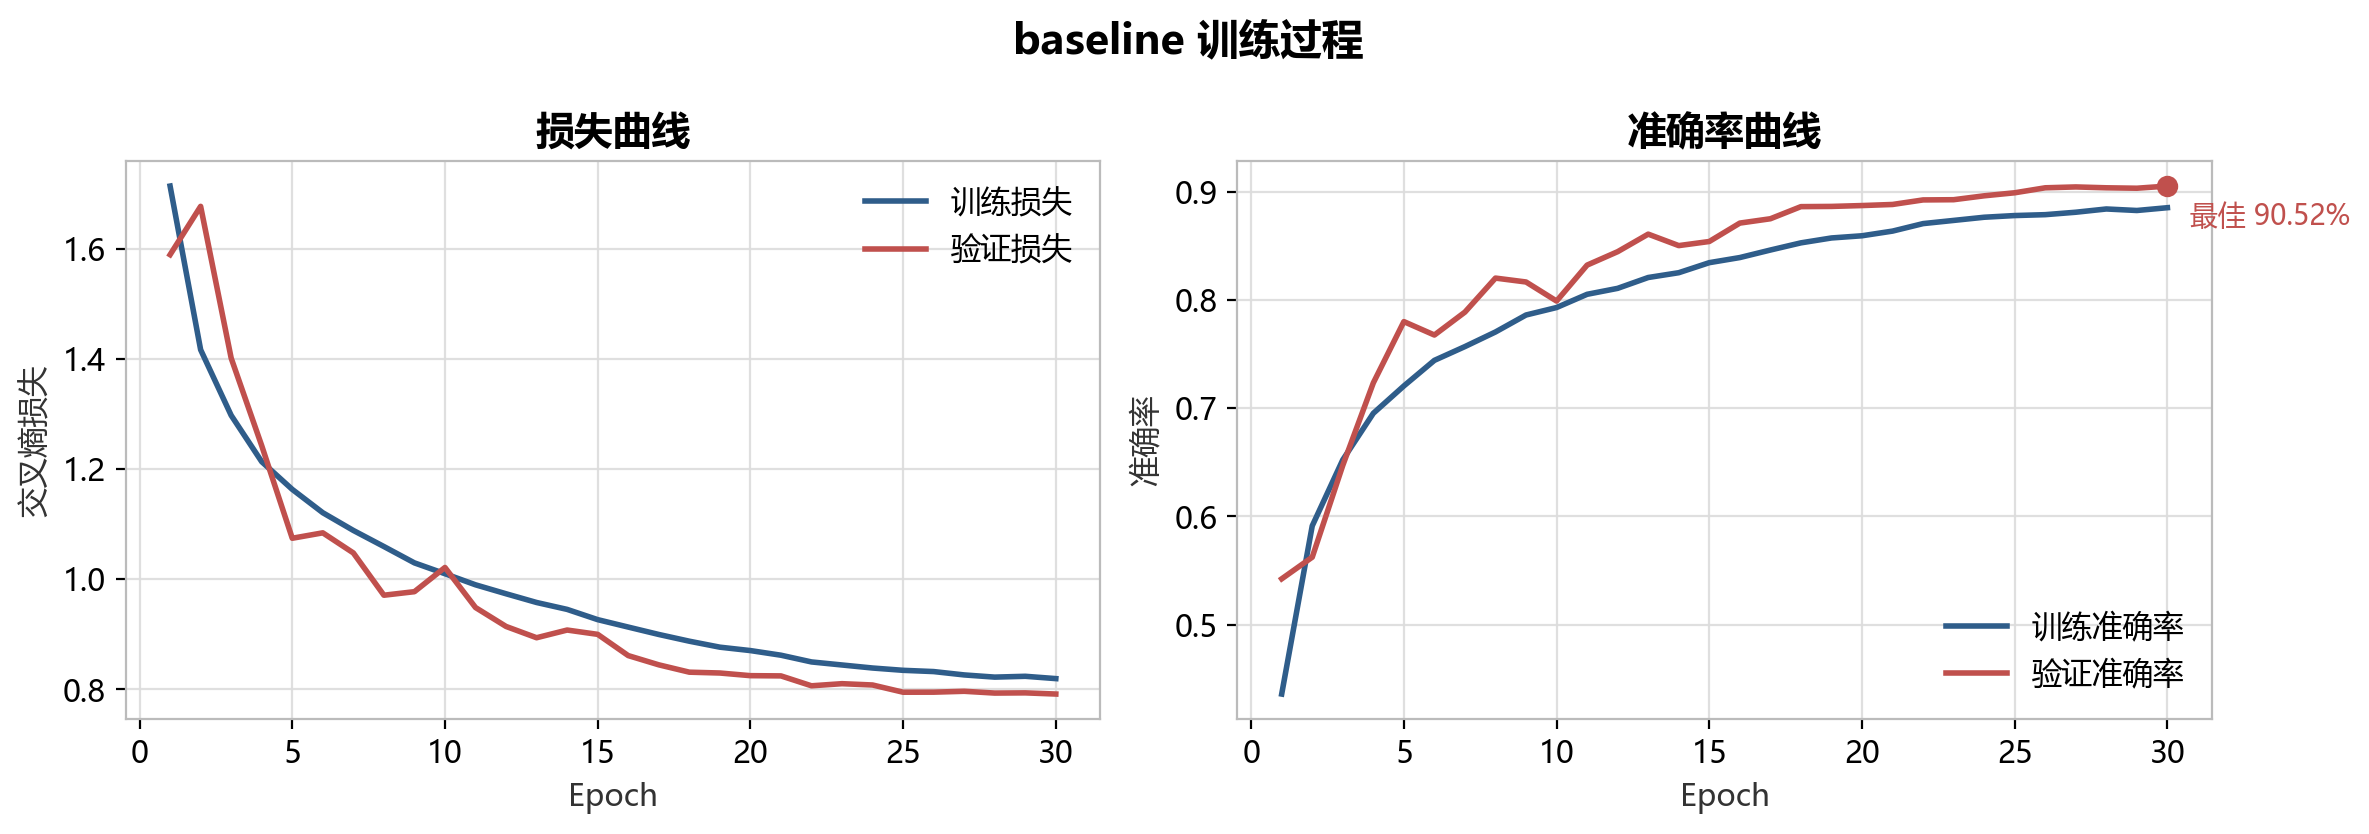 baseline 训练过程
损失曲线
训练损失
验证损失
交叉熵损失
1.6
1.4
1.2
1.0
0.8
0 5 10 15 20 25 30
Epoch
准确率曲线
最佳 90.52%
训练准确率
验证准确率
准确率
0.9
0.8
0.7
0.6
0.5
0 5 10 15 20 25 30
Epoch